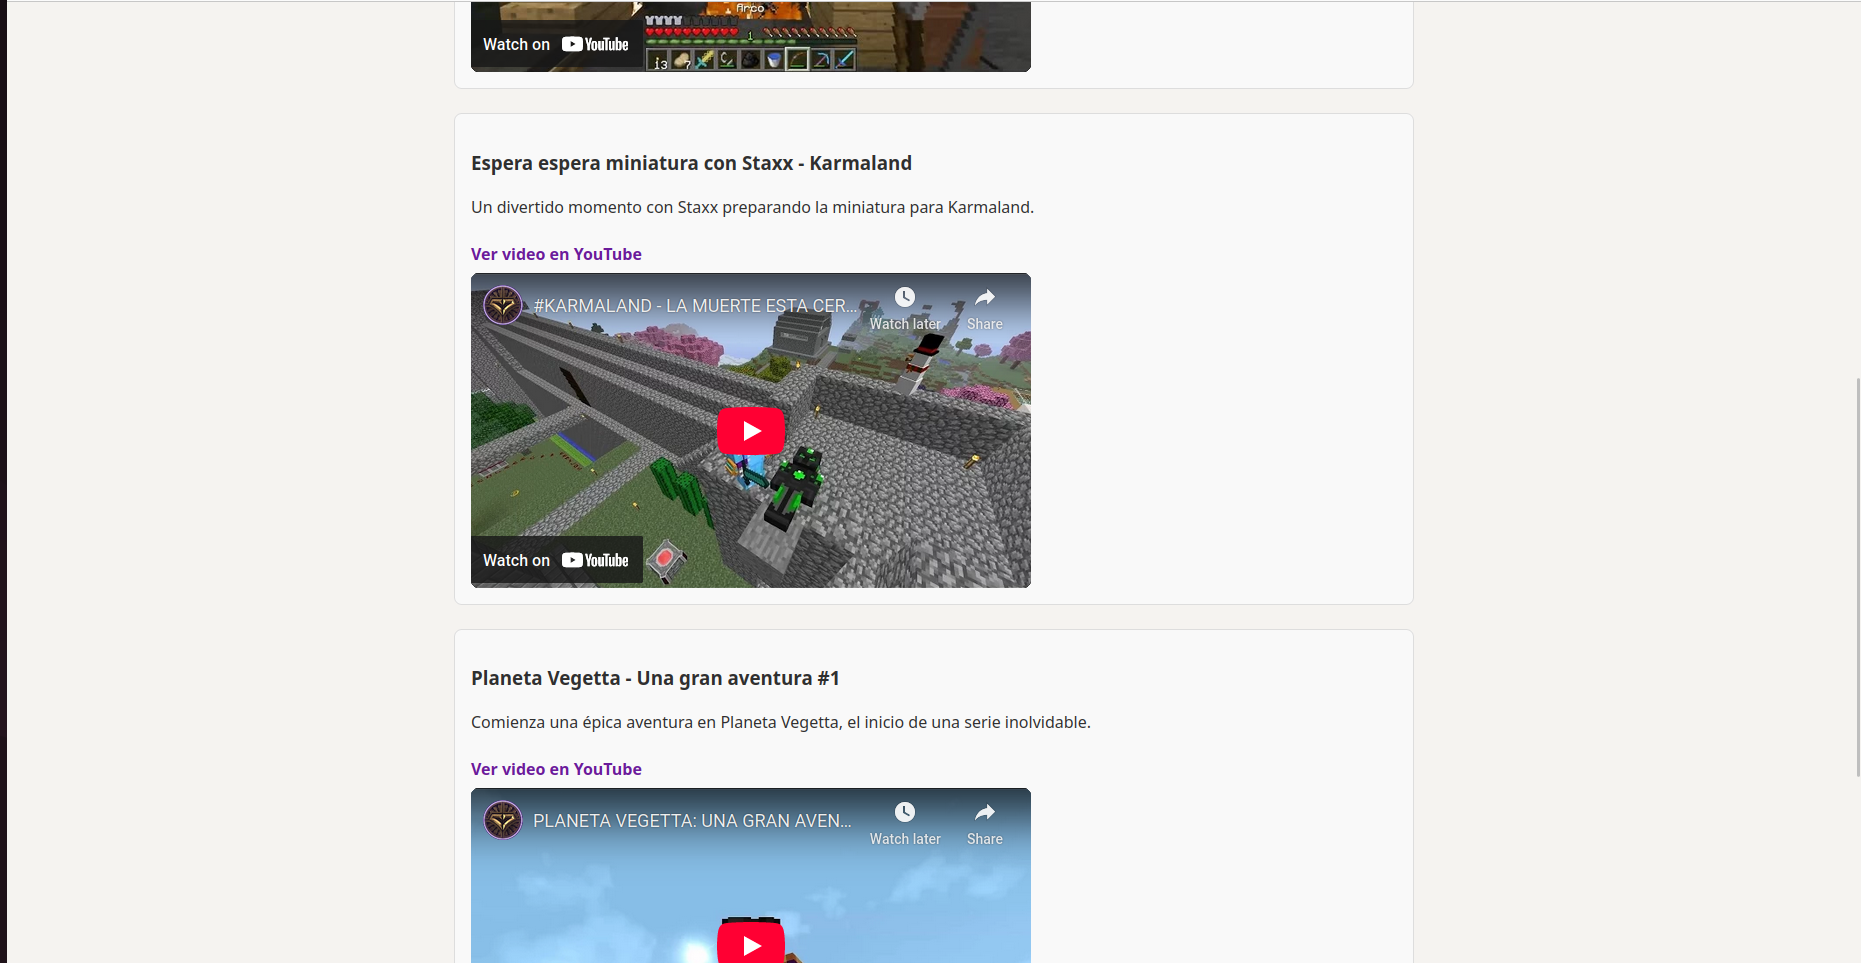 Arco
1
13 7
Watch on YouTube
Espera espera miniatura con Staxx - Karmaland
Un divertido momento con Staxx preparando la miniatura para Karmaland.
Ver video en YouTube
#KARMALAND - LA MUERTE ESTA CER...
Watch later
Share
Watch on YouTube
Planeta Vegetta - Una gran aventura #1
Comienza una épica aventura en Planeta Vegetta, el inicio de una serie inolvidable.
Ver video en YouTube
PLANETA VEGETTA: UNA GRAN AVEN...
Watch later
Share